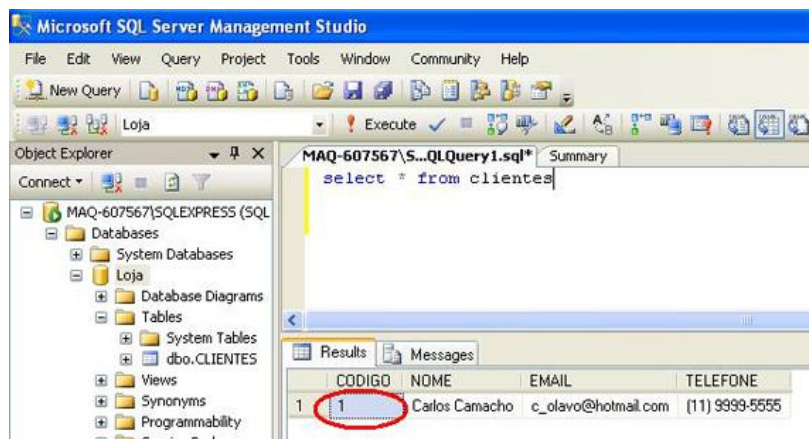 Microsoft SQL Server Management Studio
File Edit View Query Project Tools Window Community Help
New Query
Loja Execute
Object Explorer
Connect
MAQ-607567\SQLEXPRESS (SQL
Databases
System Databases
Loja
Database Diagrams
Tables
System Tables
dbo.CLIENTES
Views
Synonyms
Programmability
MAQ-607567\S...QLQuery1.sql* Summary
select * from clientes
Results Messages
CODIGO NOME EMAIL TELEFONE
1 1 Carlos Camacho c_olavo@hotmail.com (11) 9999-5555